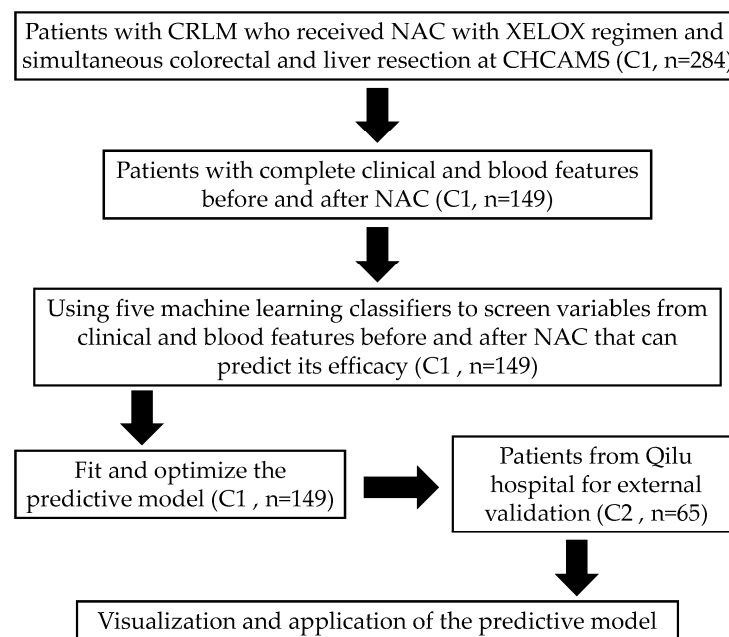 Patients with CRLM who received NAC with XELOX regimen and
simultaneous colorectal and liver resection at CHCAMS (C1, n=284)
Patients with complete clinical and blood features
before and after NAC (C1, n=149)
Using five machine learning classifiers to screen variables from
clinical and blood features before and after NAC that can
predict its efficacy (C1 , n=149)
Fit and optimize the
predictive model (C1 , n=149)
Patients from Qilu
hospital for external
validation (C2 , n=65)
Visualization and application of the predictive model